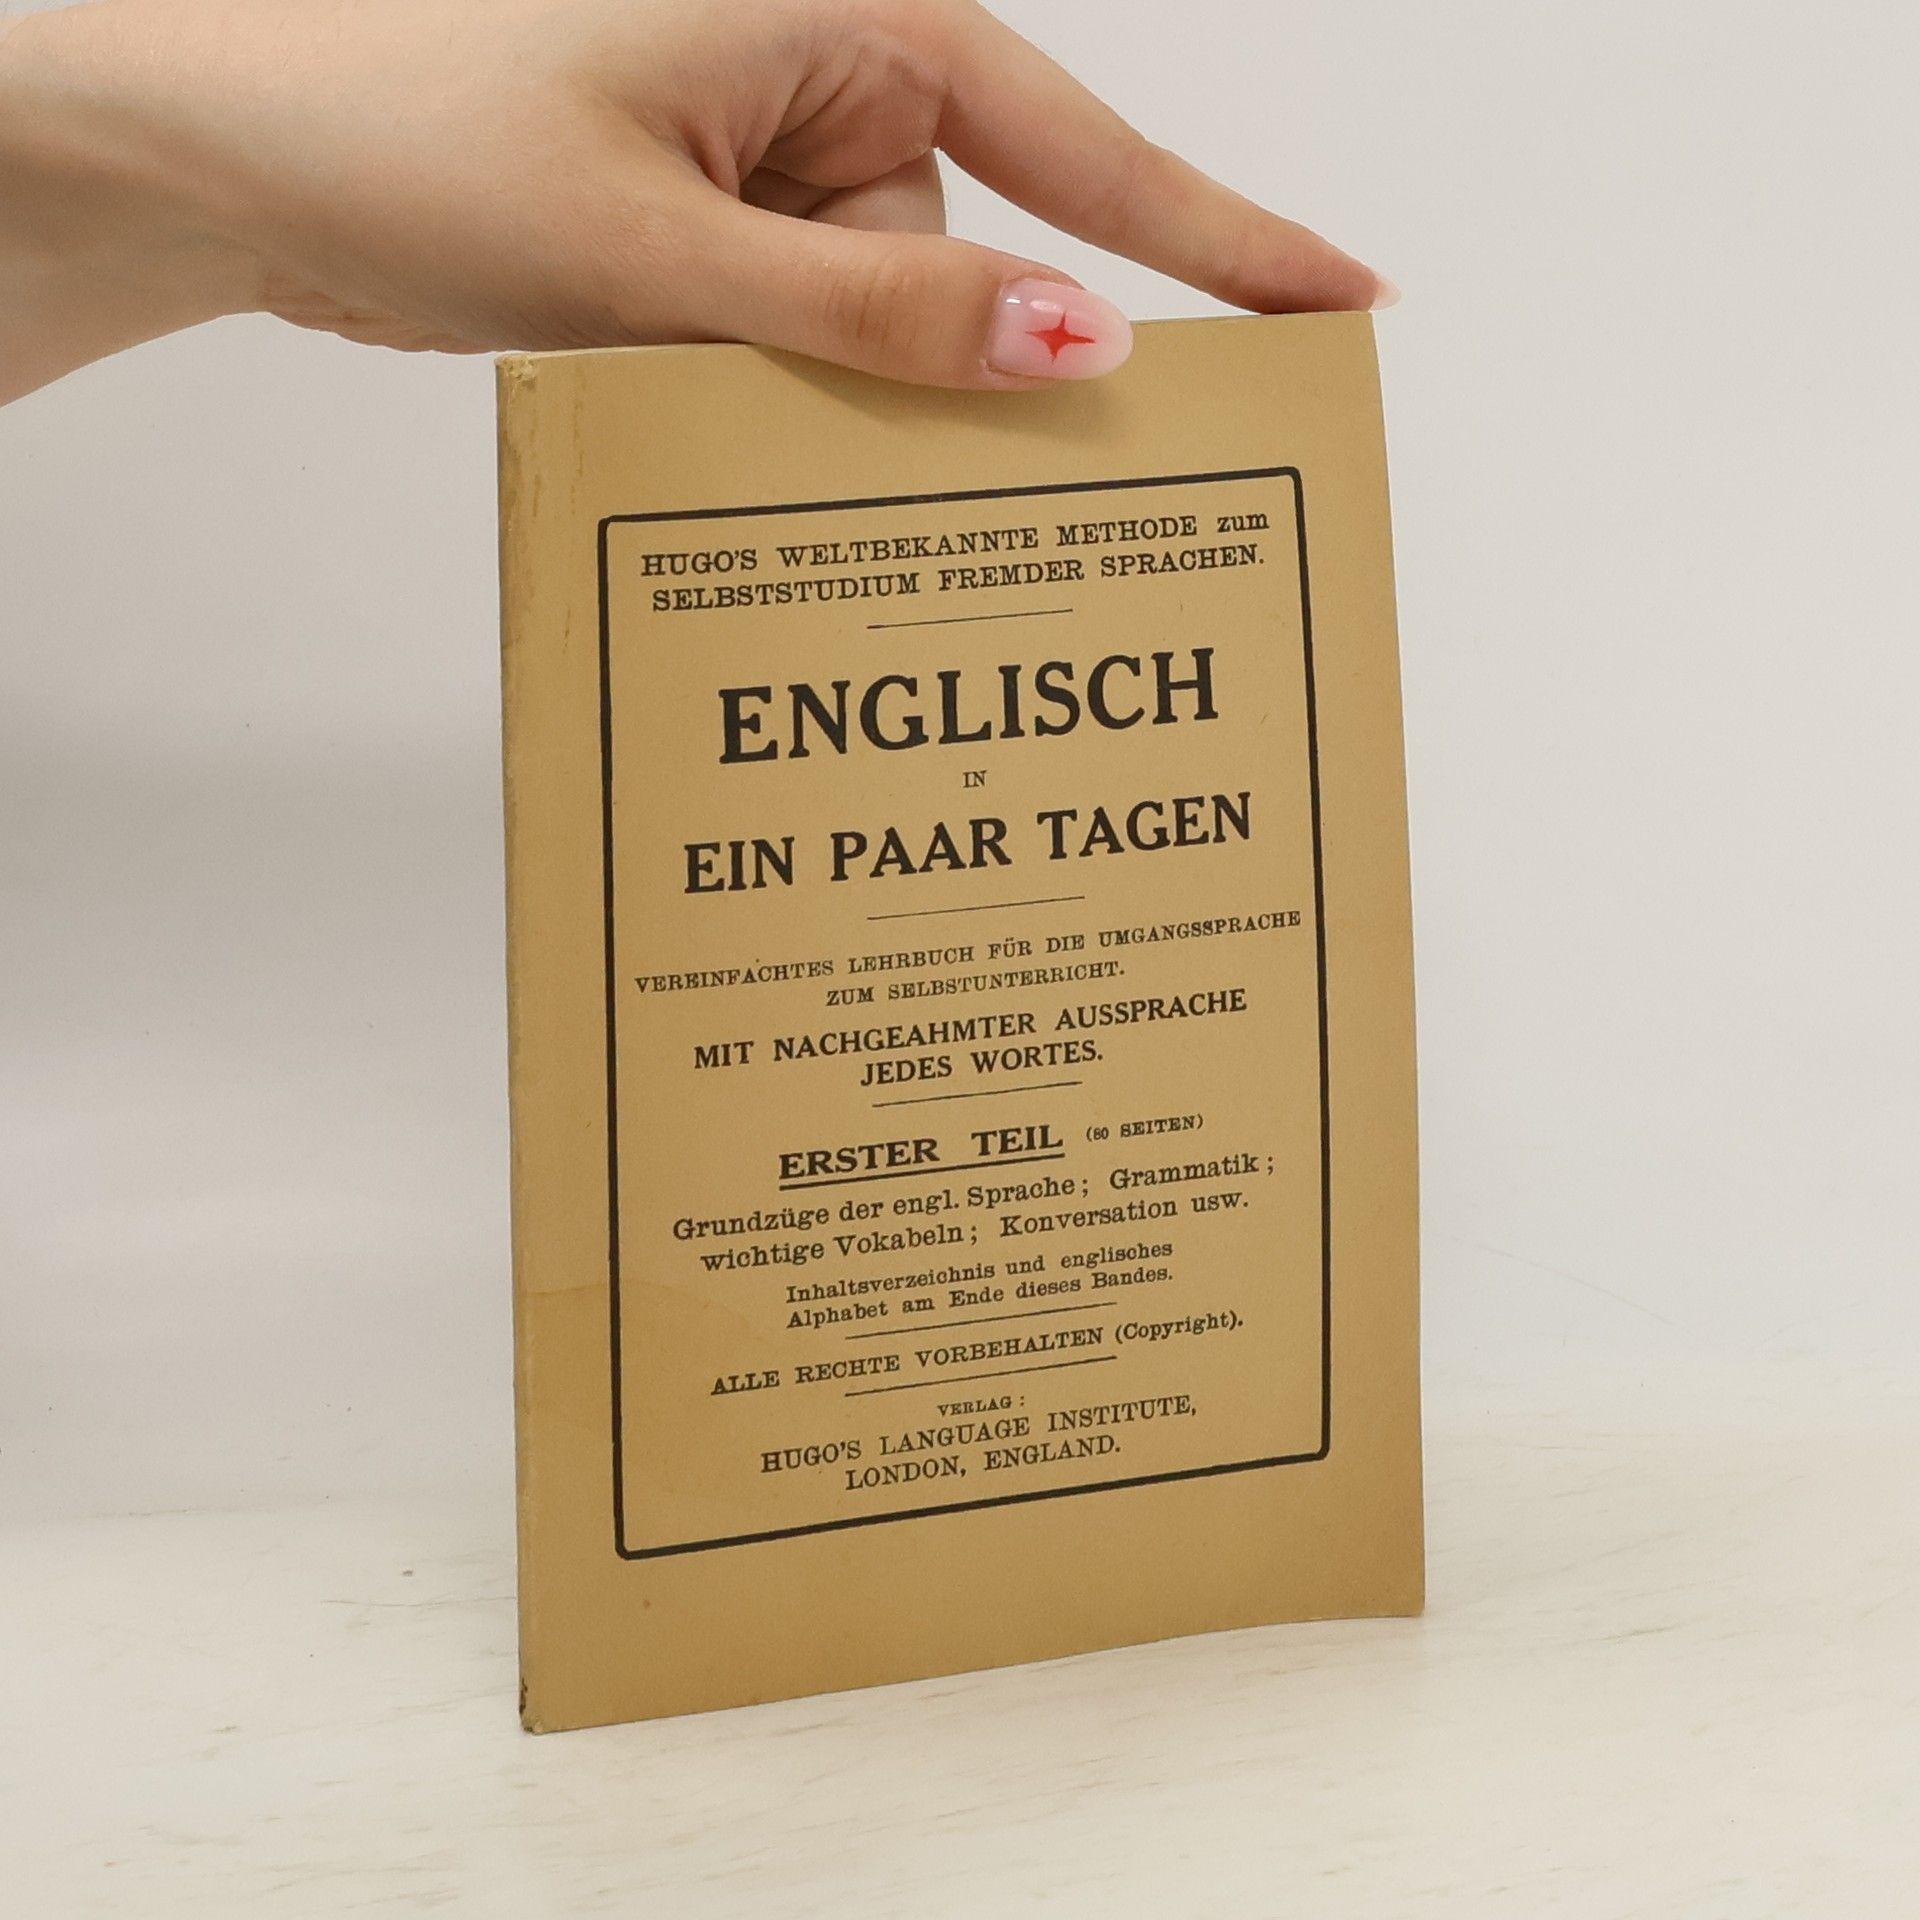 HUGO'S WELTBEKANNTE METHODE zum
SELBSTSTUDIUM FREMDER SPRACHEN.
ENGLISCH
IN
EIN PAAR TAGEN
VEREINFACHTES LEHRBUCH FÜR DIE UMGANGSSPRACHE
ZUM SELBSTUNTERRICHT.
MIT NACHGEAHMTER AUSSPRACHE
JEDES WORTES.
ERSTER TEIL (80 SEITEN)
Grundzüge der engl. Sprache; Grammatik;
wichtige Vokabeln; Konversation usw.
Inhaltsverzeichnis und englisches
Alphabet am Ende dieses Bandes.
ALLE RECHTE VORBEHALTEN (Copyright).
VERLAG:
HUGO'S LANGUAGE INSTITUTE,
LONDON, ENGLAND.